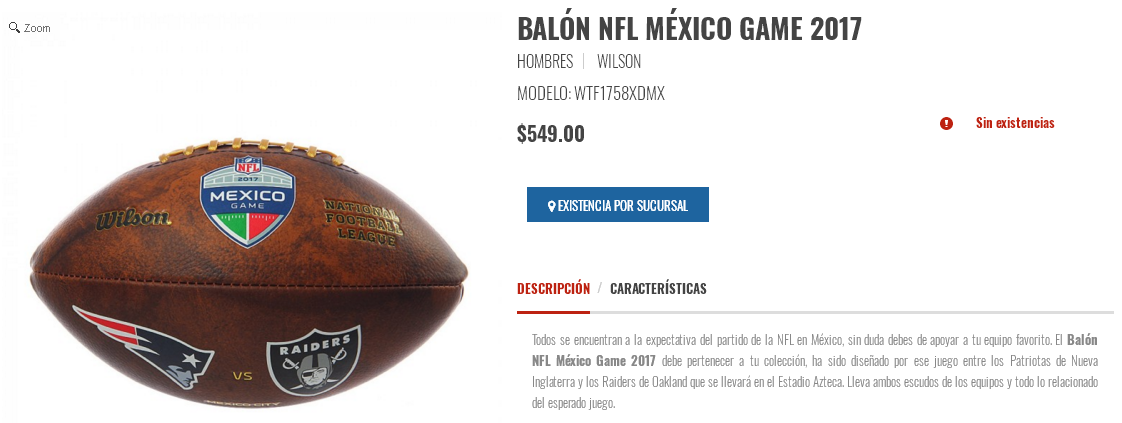 Zoom
BALÓN NFL MÉXICO GAME 2017
HOMBRES
WILSON
MODELO: WTF1758XDMX
$549.00
Sin existencias
EXISTENCIA POR SUCURSAL
DESCRIPCIÓN / CARACTERÍSTICAS
Todos se encuentran a la expectativa del partido de la NFL en México, sin duda debes de apoyar a tu equipo favorito. El Balón
NFL México Game 2017 debe pertenecer a tu colección, ha sido diseñado por ese juego entre los Patriotas de Nueva
Inglaterra y los Raiders de Oakland que se llevará en el Estadio Azteca. Lleva ambos escudos de los equipos y todo lo relacionado
del esperado juego.
NFL
2017
MEXICO
GAME
Wilson
NATIONAL
FOOTBALL
LEAGUE
RAIDERS
VS
MEXICO CITY